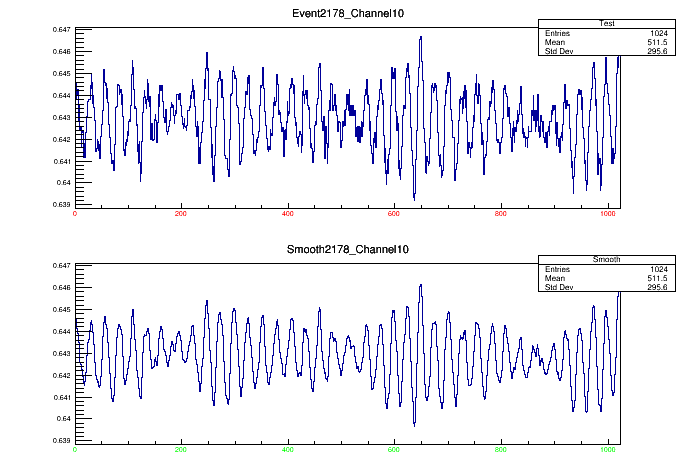 Event2178_Channel10
Test
Entries 1024
Mean 511.5
Std Dev 295.6
0.647
0.646
0.645
0.644
0.643
0.642
0.641
0.64
0.639
0 200 400 600 800 1000
Smooth2178_Channel10
Smooth
Entries 1024
Mean 511.5
Std Dev 295.6
0.647
0.646
0.645
0.644
0.643
0.642
0.641
0.64
0.639
0 200 400 600 800 1000